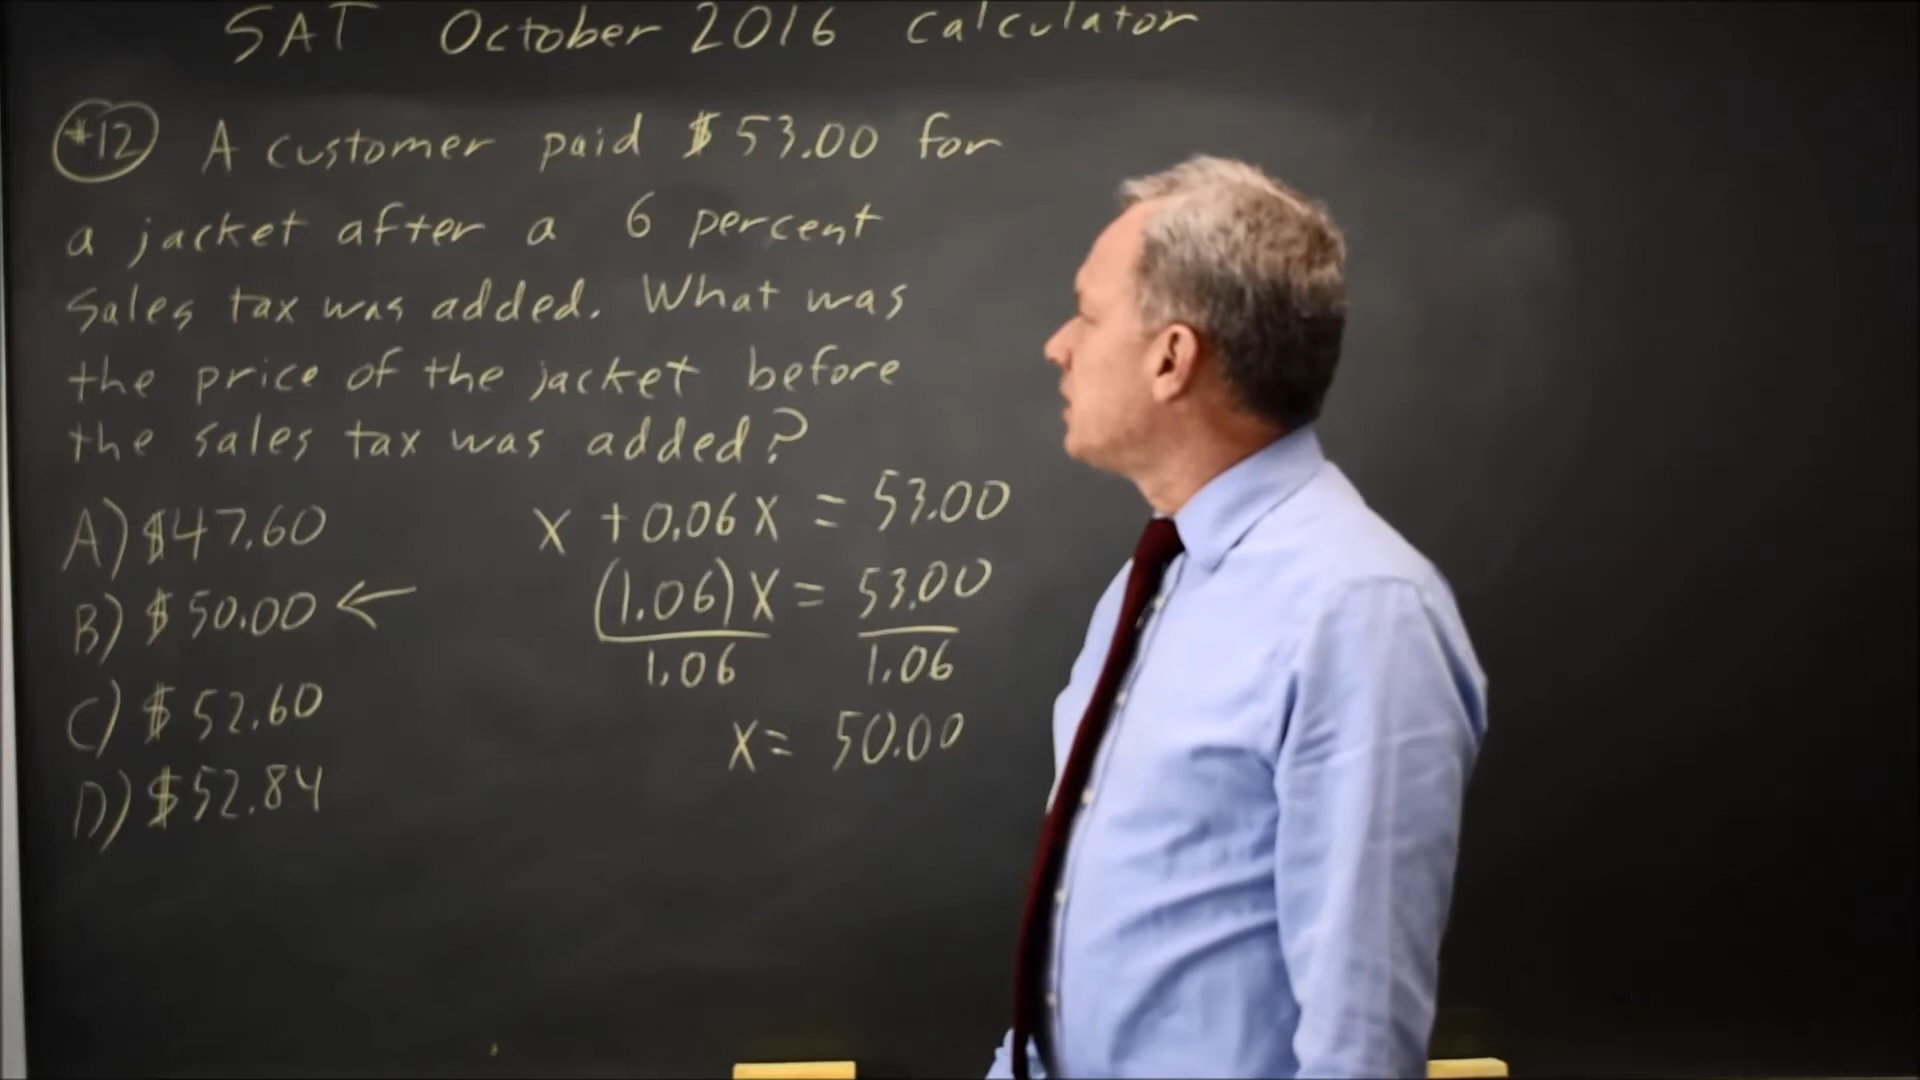 SAT October 2016 Calculator
#12 A customer paid $53.00 for
a jacket after a 6 percent
sales tax was added. What was
the price of the jacket before
the sales tax was added?
A) $47.60
B) $50.00 ←
C) $52.60
D) $52.84
x + 0.06x = 53.00
(1.06)x = 53.00
1.06 1.06
x = 50.00